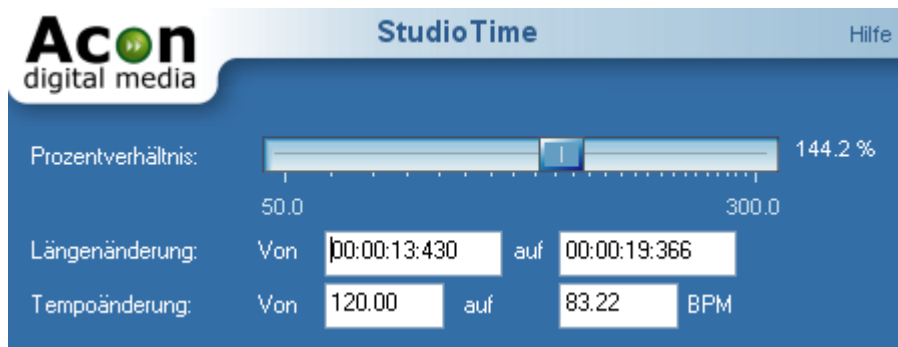 Acon
digital media
StudioTime
Hilfe
Prozentverhältnis:
144.2 %
50.0
300.0
Längenänderung: Von 00:00:13:430 auf 00:00:19:366
Tempoänderung: Von 120.00 auf 83.22 BPM